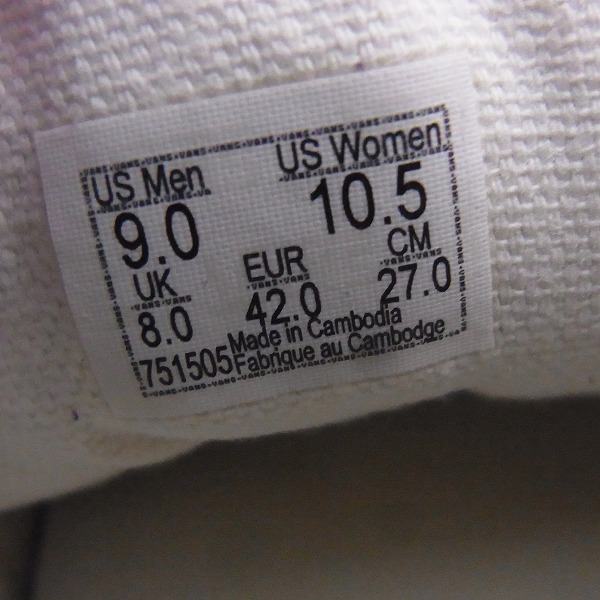 US Men US Women
9.0 10.5
UK EUR CM
8.0 42.0 27.0
751505 Made in Cambodia
Fabrique au Cambodge